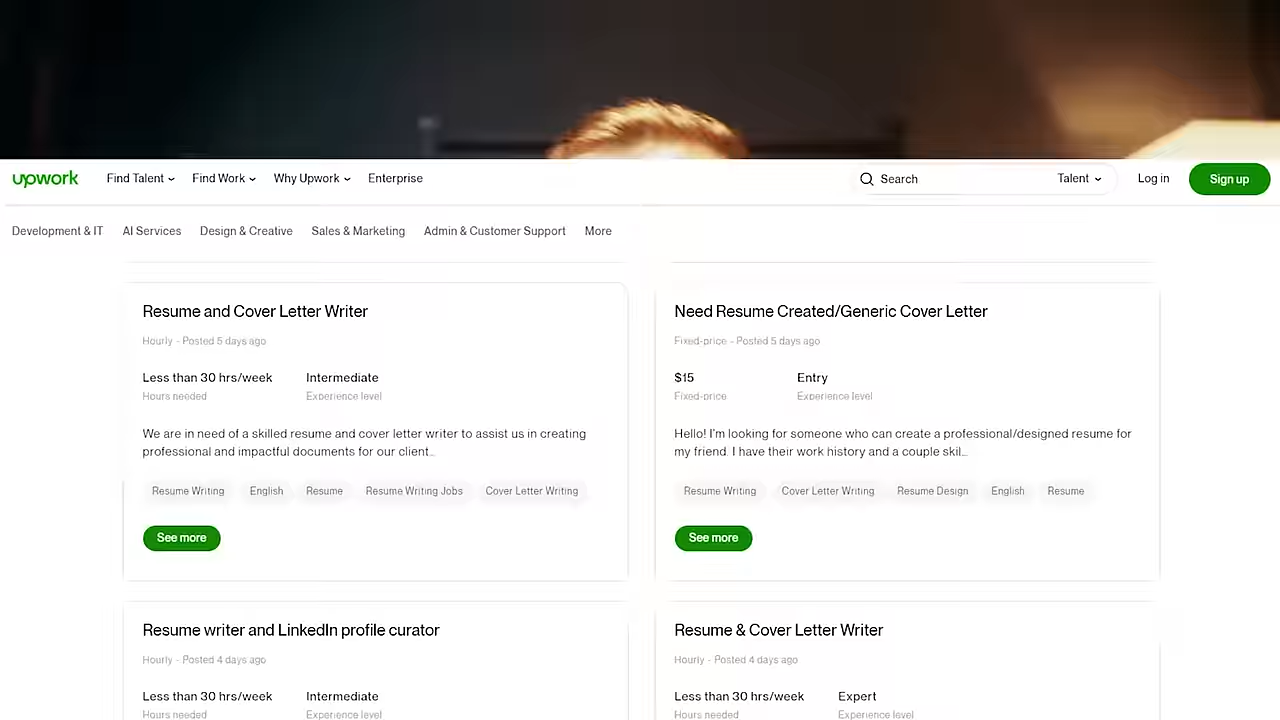 upwork Find Talent Find Work Why Upwork Enterprise Search Talent Log in Sign up
Development & IT AI Services Design & Creative Sales & Marketing Admin & Customer Support More
Resume and Cover Letter Writer
Hourly - Posted 5 days ago
Less than 30 hrs/week Intermediate
Hours needed Experience level
We are in need of a skilled resume and cover letter writer to assist us in creating
professional and impactful documents for our client...
Resume Writing English Resume Resume Writing Jobs Cover Letter Writing
See more
Need Resume Created/Generic Cover Letter
Fixed-price - Posted 5 days ago
$15 Entry
Fixed-price Experience level
Hello! I'm looking for someone who can create a professional/designed resume for
my friend. I have their work history and a couple skil...
Resume Writing Cover Letter Writing Resume Design English Resume
See more
Resume writer and LinkedIn profile curator
Hourly - Posted 4 days ago
Less than 30 hrs/week Intermediate
Hours needed Experience level
Resume & Cover Letter Writer
Hourly - Posted 4 days ago
Less than 30 hrs/week Expert
Hours needed Experience level